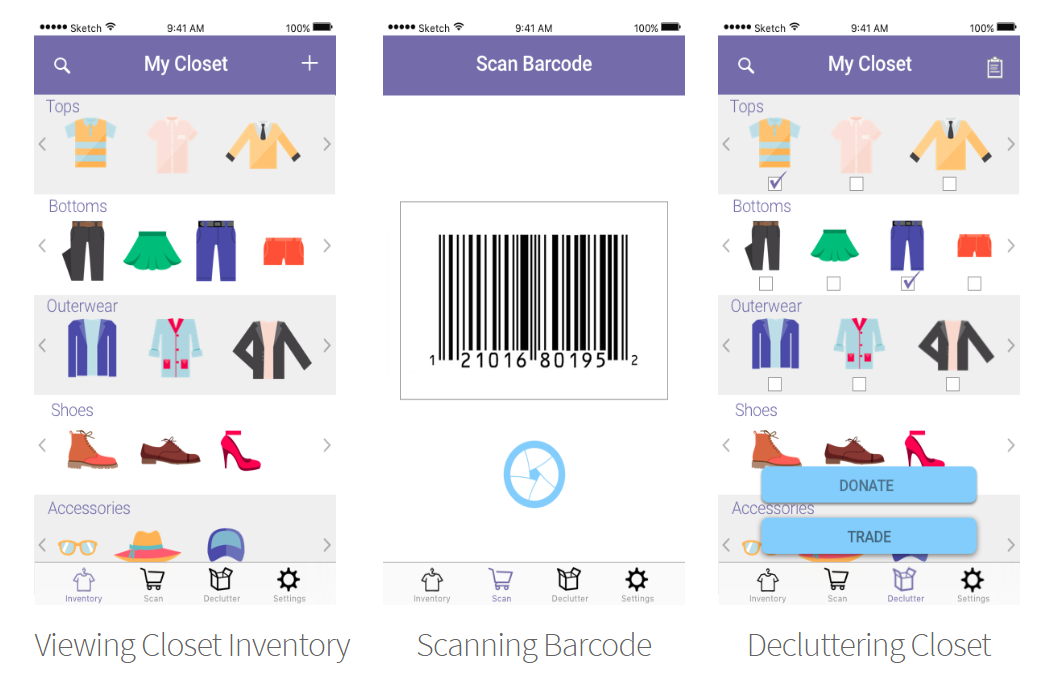 Sketch 9:41 AM 100%
My Closet
Tops
Bottoms
Outerwear
Shoes
Accessories
Inventory Scan Declutter Settings
Viewing Closet Inventory
Sketch 9:41 AM 100%
Scan Barcode
1 21016 80195 2
Inventory Scan Declutter Settings
Scanning Barcode
Sketch 9:41 AM 100%
My Closet
Tops
Bottoms
Outerwear
Shoes
DONATE
Accessories
TRADE
Inventory Scan Declutter Settings
Decluttering Closet